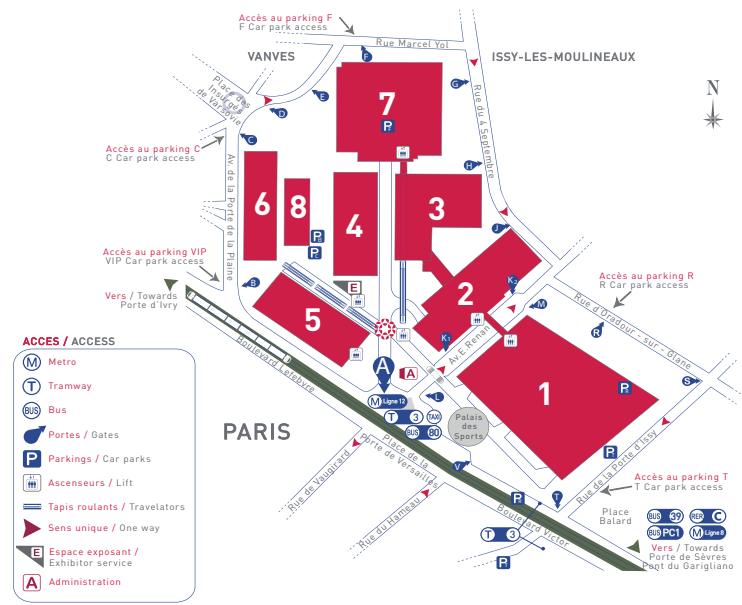 Accès au parking F
F Car park access
VANVES
Rue Marcel Yol
ISSY-LES-MOULINEAUX
F
G
E
D
Place des
Insurgés
de Varsovie
N
7
P
Rue du 4 Septembre
C
Accès au parking C
C Car park access
Av. de la Porte de la Plaine
H
6
8
4
3
P
P
J
Accès au parking VIP
VIP Car park access
B
E
2
K2
M
Accès au parking R
R Car park access
Vers / Towards
Porte d'Ivry
5
K1
Av.E.Renan
Rue d'Oradour - sur - Glane
R
ACCES / ACCESS
M Metro
T Tramway
BUS Bus
Portes / Gates
P Parkings / Car parks
Ascenseurs / Lift
Tapis roulants / Travelators
Sens unique / One way
E Espace exposant /
Exhibitor service
A Administration
Boulevard Lefebvre
A
A
M Ligne 12
T 3 TAXI
BUS 80
L
1
P
S
Palais
des
Sports
PARIS
Place de la
Porte de Versailles
V
Rue de Vaugirard
Rue du Hameau
P
Rue de la Porte d'Issy
P
T
Accès au parking T
T Car park access
Boulevard Victor
T 3
P
Place
Balard
BUS 39
RER C
BUS PC1
M Ligne 8
Vers / Towards
Porte de Sèvres
Pont du Garigliano